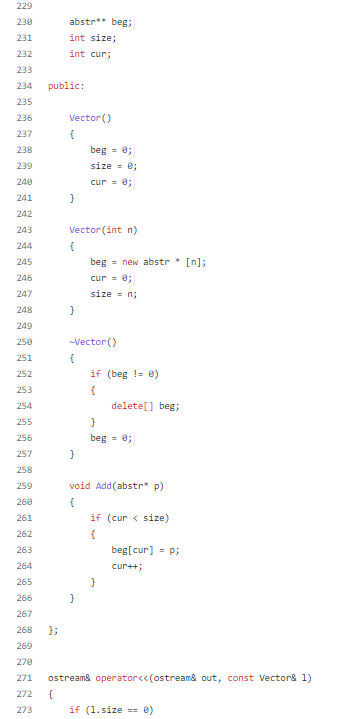 229
230 abstr** beg;
231 int size;
232 int cur;
233
234 public:
235
236 Vector()
237 {
238 beg = 0;
239 size = 0;
240 cur = 0;
241 }
242
243 Vector(int n)
244 {
245 beg = new abstr * [n];
246 cur = 0;
247 size = n;
248 }
249
250 ~Vector()
251 {
252 if (beg != 0)
253 {
254 delete[] beg;
255 }
256 beg = 0;
257 }
258
259 void Add(abstr* p)
260 {
261 if (cur < size)
262 {
263 beg[cur] = p;
264 cur++;
265 }
266 }
267
268 };
269
270
271 ostream& operator<<(ostream& out, const Vector& l)
272 {
273 if (l.size == 0)